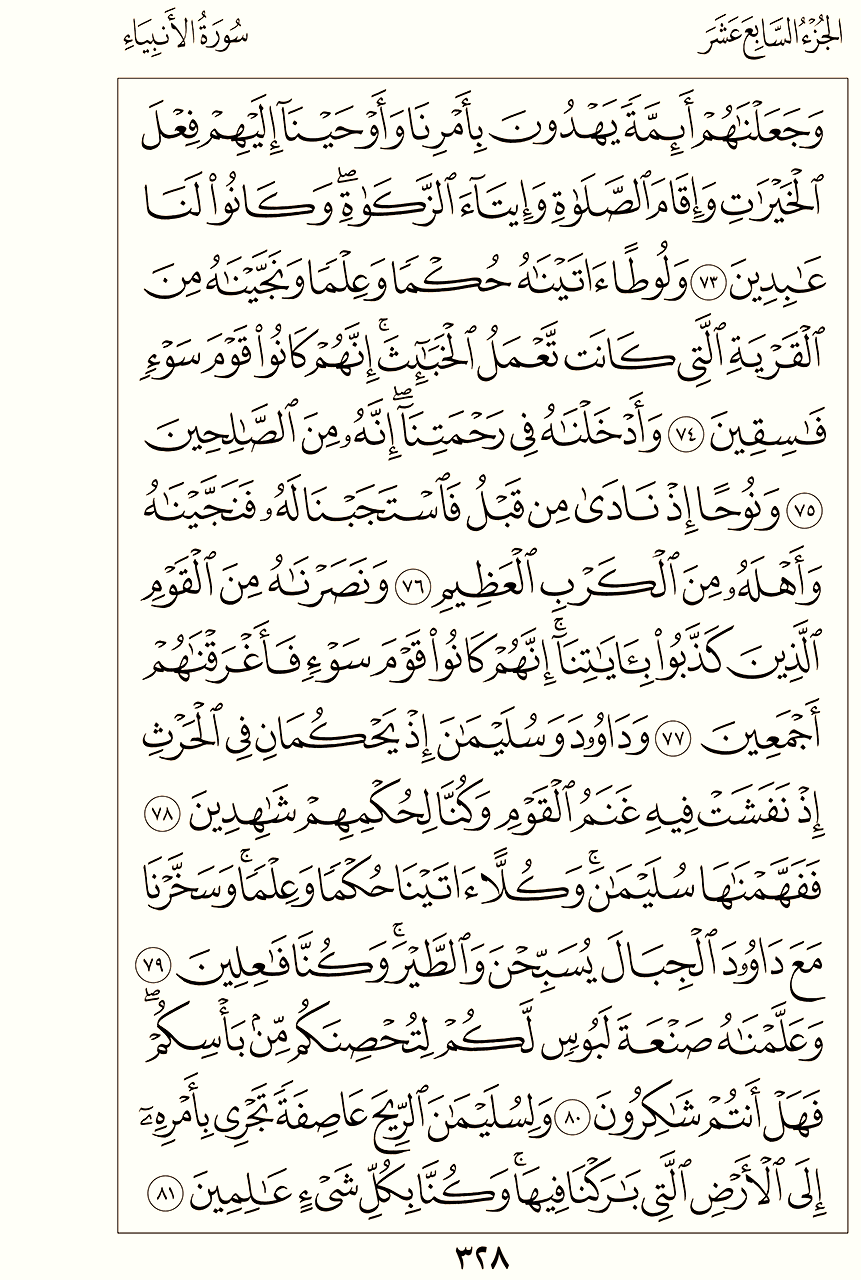 الجُزْءُ السَّابِعَ عَشَرَ
سُورَةُ الأَنبِيَاءِ
وَجَعَلْنَٰهُمْ أَئِمَّةً يَهْدُونَ بِأَمْرِنَا وَأَوْحَيْنَآ إِلَيْهِمْ فِعْلَ
ٱلْخَيْرَٰتِ وَإِقَامَ ٱلصَّلَوٰةِ وَإِيتَآءَ ٱلزَّكَوٰةِۖ وَكَانُوا۟ لَنَا
عَٰبِدِينَ ٧٣ وَلُوطًا ءَاتَيْنَٰهُ حُكْمًا وَعِلْمًا وَنَجَّيْنَٰهُ مِنَ
ٱلْقَرْيَةِ ٱلَّتِى كَانَت تَّعْمَلُ ٱلْخَبَٰٓئِثَۚ إِنَّهُمْ كَانُوا۟ قَوْمَ سَوْءٍ
فَٰسِقِينَ ٧٤ وَأَدْخَلْنَٰهُ فِى رَحْمَتِنَآۖ إِنَّهُۥ مِنَ ٱلصَّٰلِحِينَ
٧٥ وَنُوحًا إِذْ نَادَىٰ مِن قَبْلُ فَٱسْتَجَبْنَا لَهُۥ فَنَجَّيْنَٰهُ
وَأَهْلَهُۥ مِنَ ٱلْكَرْبِ ٱلْعَظِيمِ ٧٦ وَنَصَرْنَٰهُ مِنَ ٱلْقَوْمِ
ٱلَّذِينَ كَذَّبُوا۟ بِـَٔايَٰتِنَآۚ إِنَّهُمْ كَانُوا۟ قَوْمَ سَوْءٍ فَأَغْرَقْنَٰهُمْ
أَجْمَعِينَ ٧٧ وَدَاوُۥدَ وَسُلَيْمَٰنَ إِذْ يَحْكُمَانِ فِى ٱلْحَرْثِ
إِذْ نَفَشَتْ فِيهِ غَنَمُ ٱلْقَوْمِ وَكُنَّا لِحُكْمِهِمْ شَٰهِدِينَ ٧٨
فَفَهَّمْنَٰهَا سُلَيْمَٰنَۚ وَكُلًّا ءَاتَيْنَا حُكْمًا وَعِلْمًاۚ وَسَخَّرْنَا
مَعَ دَاوُۥدَ ٱلْجِبَالَ يُسَبِّحْنَ وَٱلطَّيْرَۚ وَكُنَّا فَٰعِلِينَ ٧٩
وَعَلَّمْنَٰهُ صَنْعَةَ لَبُوسٍ لَّكُمْ لِتُحْصِنَكُم مِّنۢ بَأْسِكُمْۖ
فَهَلْ أَنتُمْ شَٰكِرُونَ ٨٠ وَلِسُلَيْمَٰنَ ٱلرِّيحَ عَاصِفَةً تَجْرِى بِأَمْرِهِۦٓ
إِلَى ٱلْأَرْضِ ٱلَّتِى بَٰرَكْنَا فِيهَاۚ وَكُنَّا بِكُلِّ شَىْءٍ عَٰلِمِينَ ٨١
٣٢٨